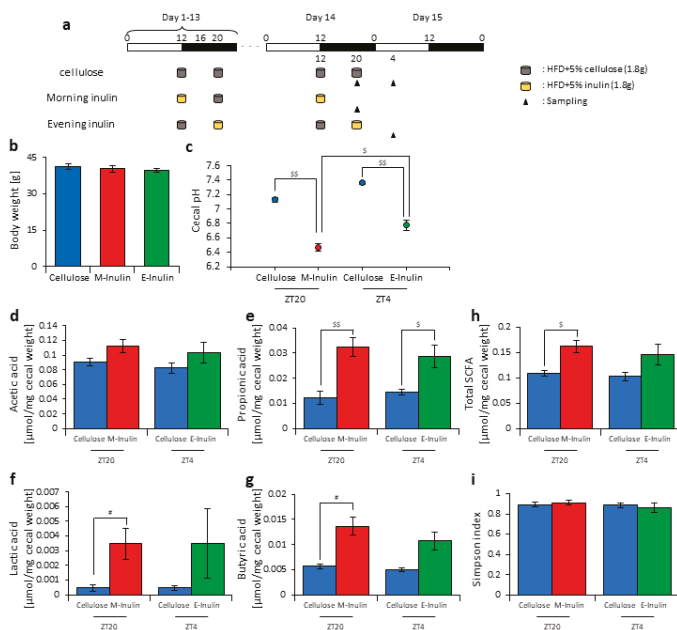 a
Day 1-13
Day 14
Day 15
0 12 16 20 · · · 0 12 0 12 0
12 20 4
cellulose
Morning inulin
Evening inulin
: HFD+5% cellulose (1.8g)
: HFD+5% inulin (1.8g)
: Sampling
b
Body weight [g]
45
30
15
0
Cellulose M-Inulin E-Inulin
c
Cecal pH
7.6
7.4
7.2
7
6.8
6.6
6.4
6.2
$$
$
$$
Cellulose M-Inulin Cellulose E-Inulin
ZT20 ZT4
d
Acetic acid
[μmol/mg cecal weight]
0.14
0.12
0.1
0.08
0.06
0.04
0.02
0
Cellulose M-Inulin Cellulose E-Inulin
ZT20 ZT4
e
Propionic acid
[μmol/mg cecal weight]
0.04
0.03
0.02
0.01
0
$$
$
Cellulose M-Inulin Cellulose E-Inulin
ZT20 ZT4
h
Total SCFA
[μmol/mg cecal weight]
0.2
0.15
0.1
0.05
0
$
Cellulose M-Inulin Cellulose E-Inulin
ZT20 ZT4
f
Lactic acid
[μmol/mg cecal weight]
0.007
0.006
0.005
0.004
0.003
0.002
0.001
0
#
Cellulose M-Inulin Cellulose E-Inulin
ZT20 ZT4
g
Butyric acid
[μmol/mg cecal weight]
0.02
0.015
0.01
0.005
0
#
Cellulose M-Inulin Cellulose E-Inulin
ZT20 ZT4
i
Simpson index
1
0.8
0.6
0.4
0.2
0
Cellulose M-Inulin Cellulose E-Inulin
ZT20 ZT4